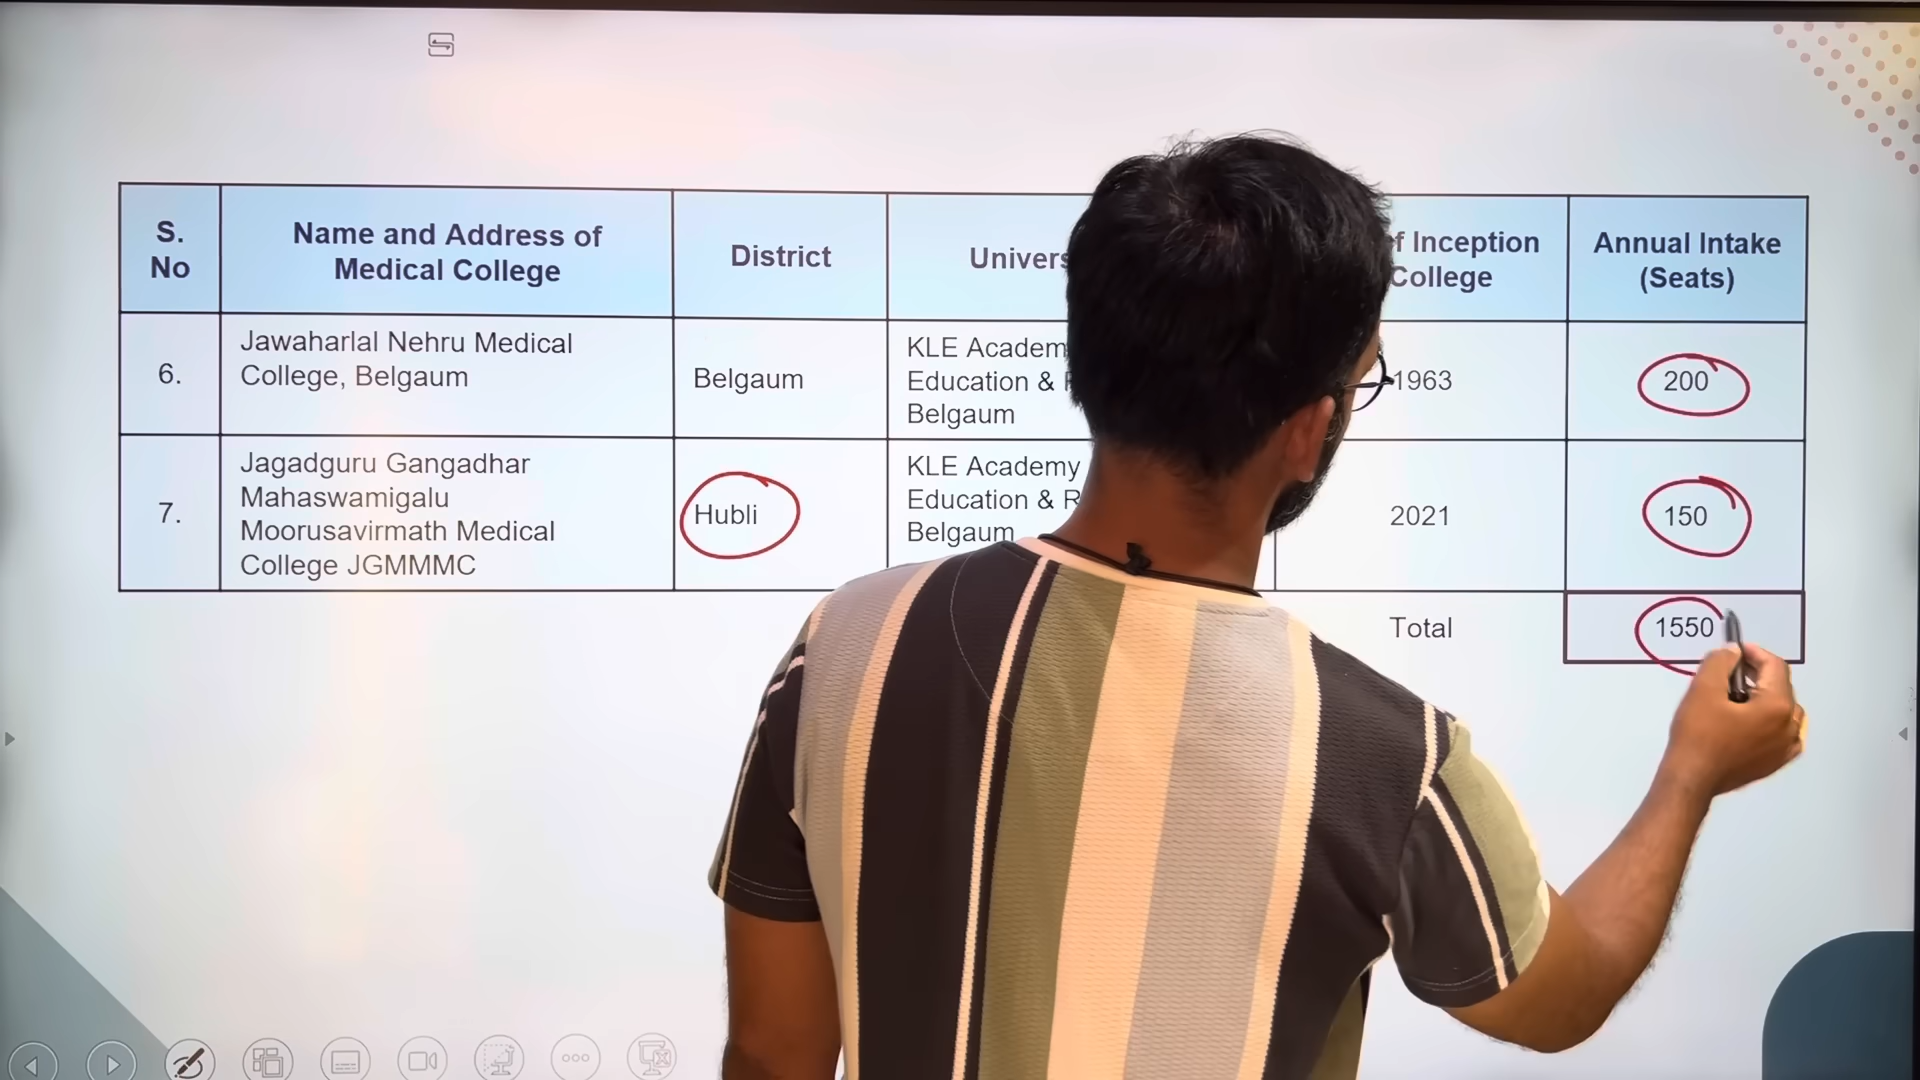 S.
No
Name and Address of
Medical College
District
Inception
College
Annual Intake
(Seats)
6.
Jawaharlal Nehru Medical
College, Belgaum
Belgaum
KLE
Education &
Belgaum
1963
200
7.
Jagadguru Gangadhar
Mahaswamigalu
Moorusavirmath Medical
College JGMMMC
Hubli
KLE Academy
Education &
Belgaum
2021
150
Total
1550